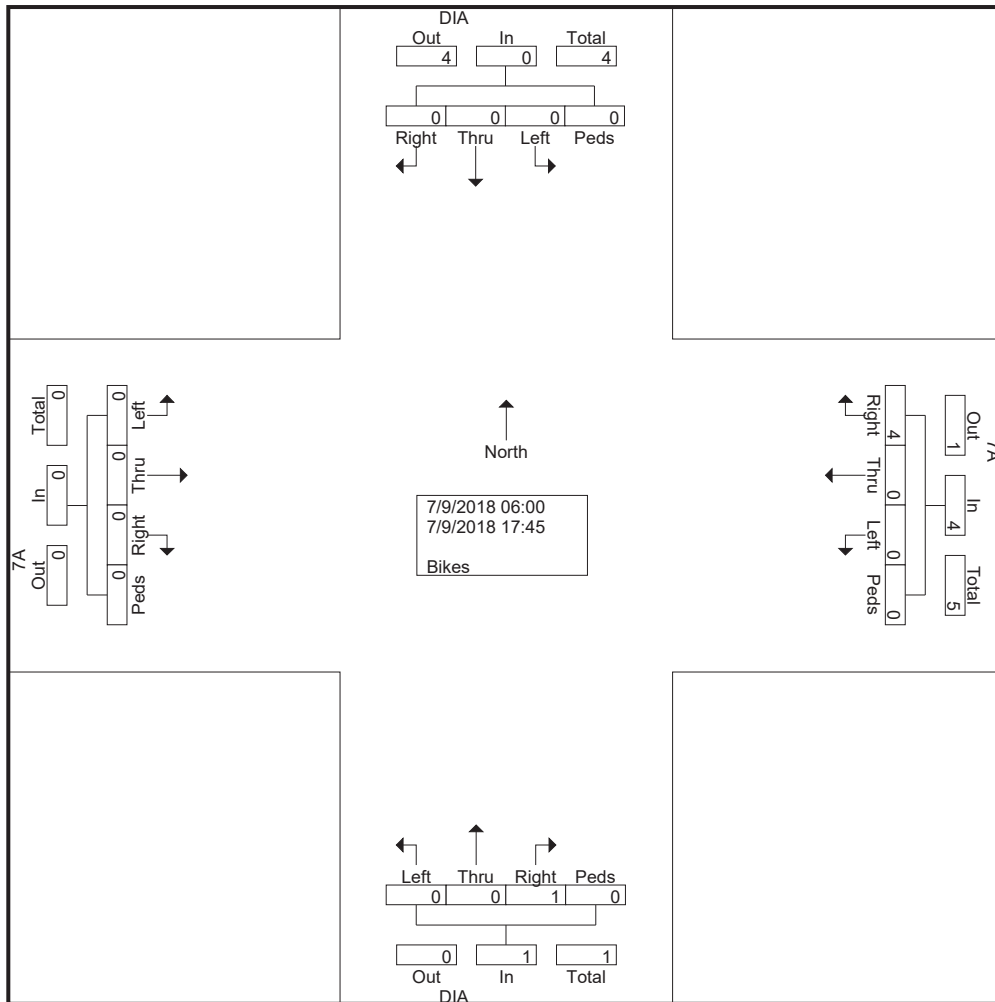 DIA
Out In Total
4 0 4
0 0 0 0
Right Thru Left Peds
Total In Out
0 0 0
7A
0 0 0 0
Left Thru Right Peds
North
7/9/2018 06:00
7/9/2018 17:45
Bikes
7A
Out In Total
1 4 5
4 0 0 0
Right Thru Left Peds
Left Thru Right Peds
0 0 1 0
0 1 1
Out In Total
DIA